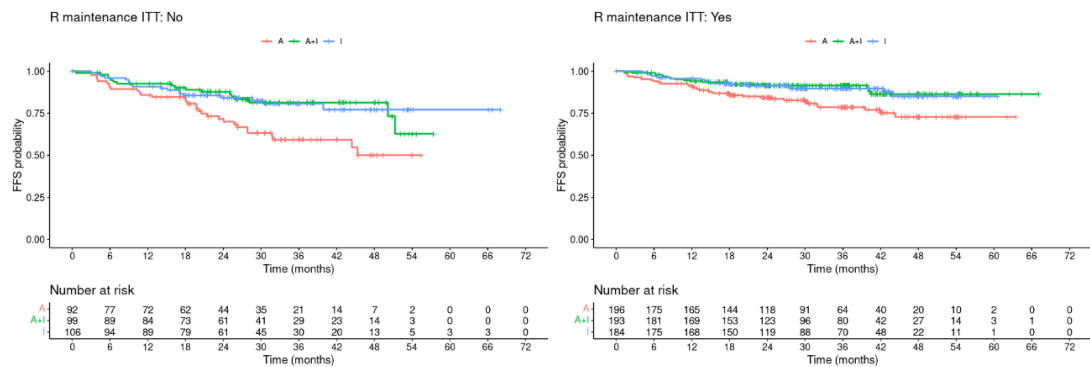 R maintenance ITT: No
A A+I I
1.00
0.75
0.50
0.25
0.00
FFS probability
0 6 12 18 24 30 36 42 48 54 60 66 72
Time (months)
Number at risk
A 92 77 72 62 44 35 21 14 7 2 0 0 0
A+I 99 89 84 73 61 41 29 23 14 3 0 0 0
I 106 94 89 79 61 45 30 20 13 5 3 3 0
0 6 12 18 24 30 36 42 48 54 60 66 72
Time (months)
R maintenance ITT: Yes
A A+I I
1.00
0.75
0.50
0.25
0.00
FFS probability
0 6 12 18 24 30 36 42 48 54 60 66 72
Time (months)
Number at risk
A 196 175 165 144 118 91 64 40 20 10 2 0 0
A+I 193 181 169 153 123 96 80 42 27 14 3 1 0
I 184 175 168 150 119 88 70 48 22 11 1 0 0
0 6 12 18 24 30 36 42 48 54 60 66 72
Time (months)